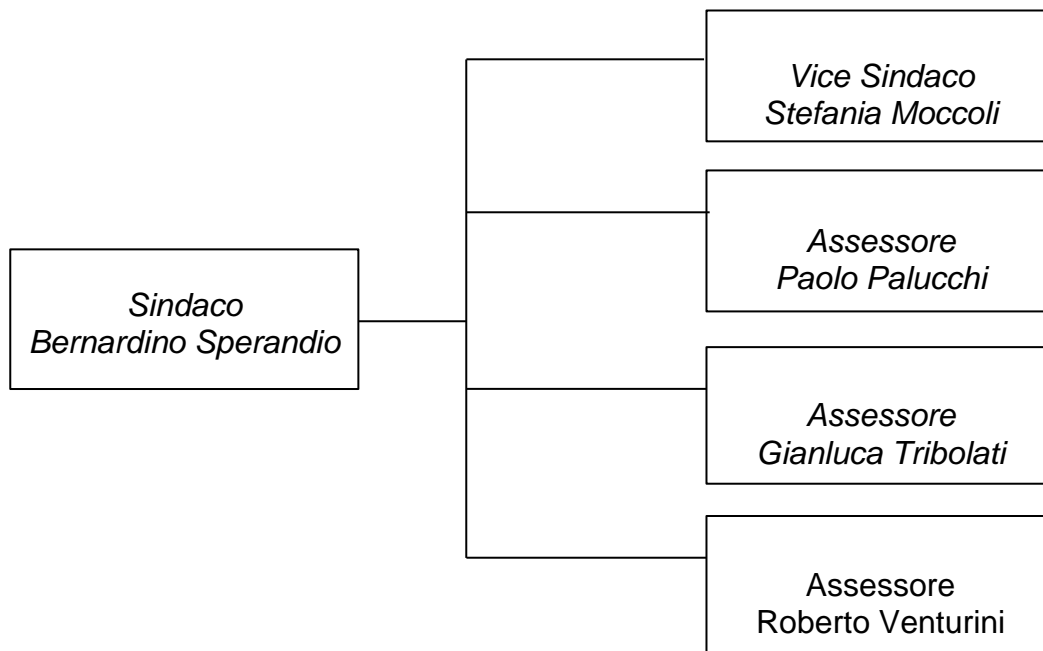 Vice Sindaco
Stefania Moccoli
Assessore
Paolo Palucchi
Sindaco
Bernardino Sperandio
Assessore
Gianluca Tribolati
Assessore
Roberto Venturini